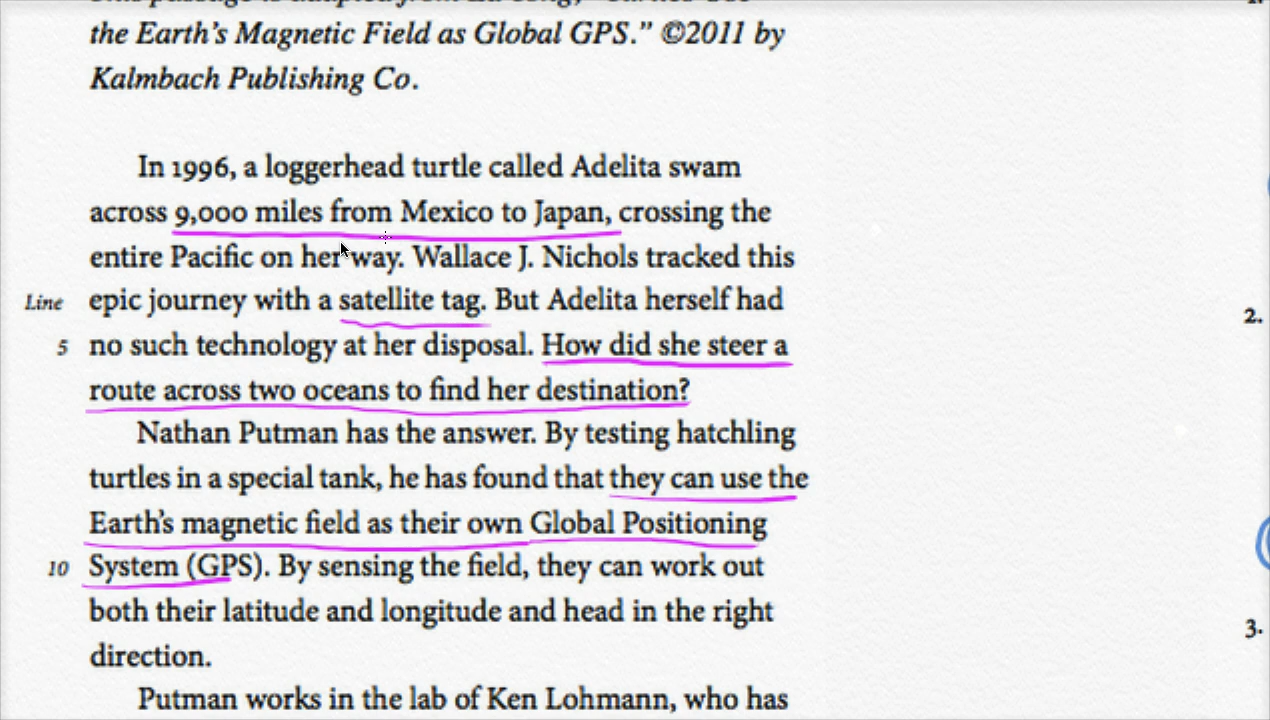 the Earth's Magnetic Field as Global GPS." ©2011 by
Kalmbach Publishing Co.
In 1996, a loggerhead turtle called Adelita swam
across 9,000 miles from Mexico to Japan, crossing the
entire Pacific on her way. Wallace J. Nichols tracked this
Line epic journey with a satellite tag. But Adelita herself had
5 no such technology at her disposal. How did she steer a
route across two oceans to find her destination?
Nathan Putman has the answer. By testing hatchling
turtles in a special tank, he has found that they can use the
Earth's magnetic field as their own Global Positioning
10 System (GPS). By sensing the field, they can work out
both their latitude and longitude and head in the right
direction.
Putman works in the lab of Ken Lohmann, who has
2.
3.